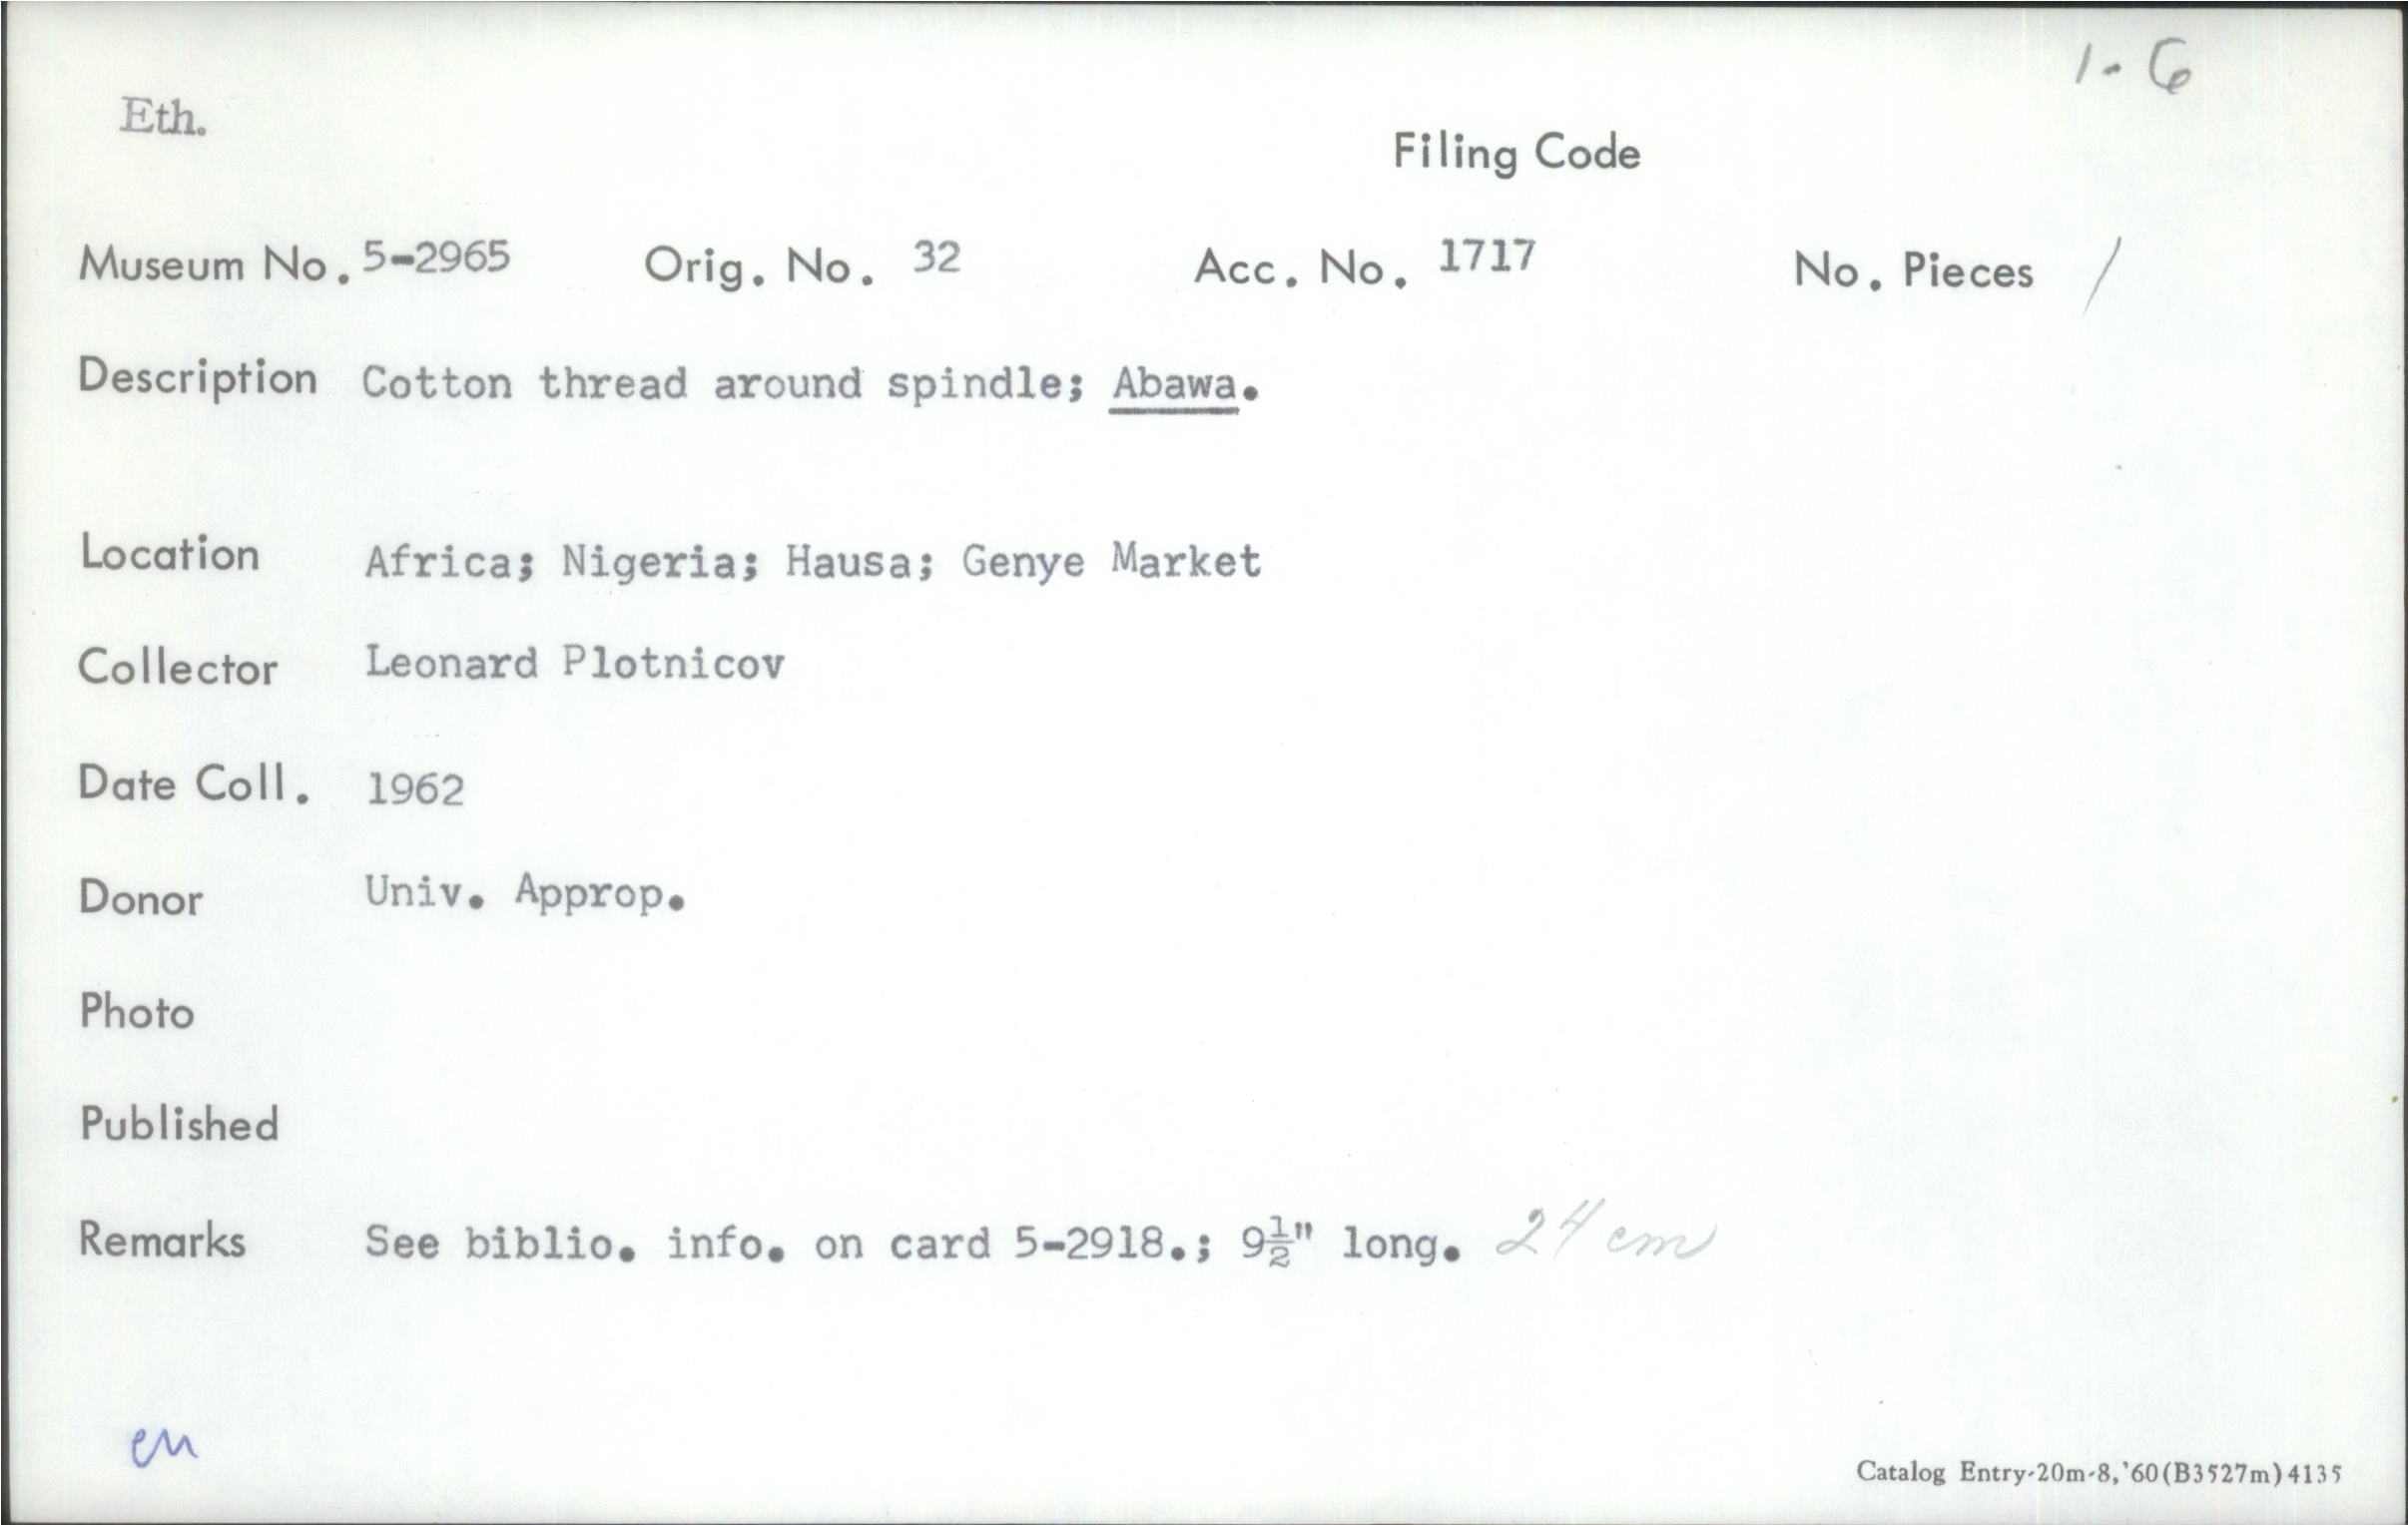 1-6
Eth.
Filing Code
Museum No. 5-2965 Orig. No. 32 Acc. No. 1717 No. Pieces /
Description Cotton thread around spindle; Abawa.
Location Africa; Nigeria; Hausa; Genye Market
Collector Leonard Plotnicov
Date Coll. 1962
Donor Univ. Approp.
Photo
Published
Remarks See biblio. info. on card 5-2918.; 9½" long. 24 cm
en
Catalog Entry-20m-8,'60(B3527m)4135